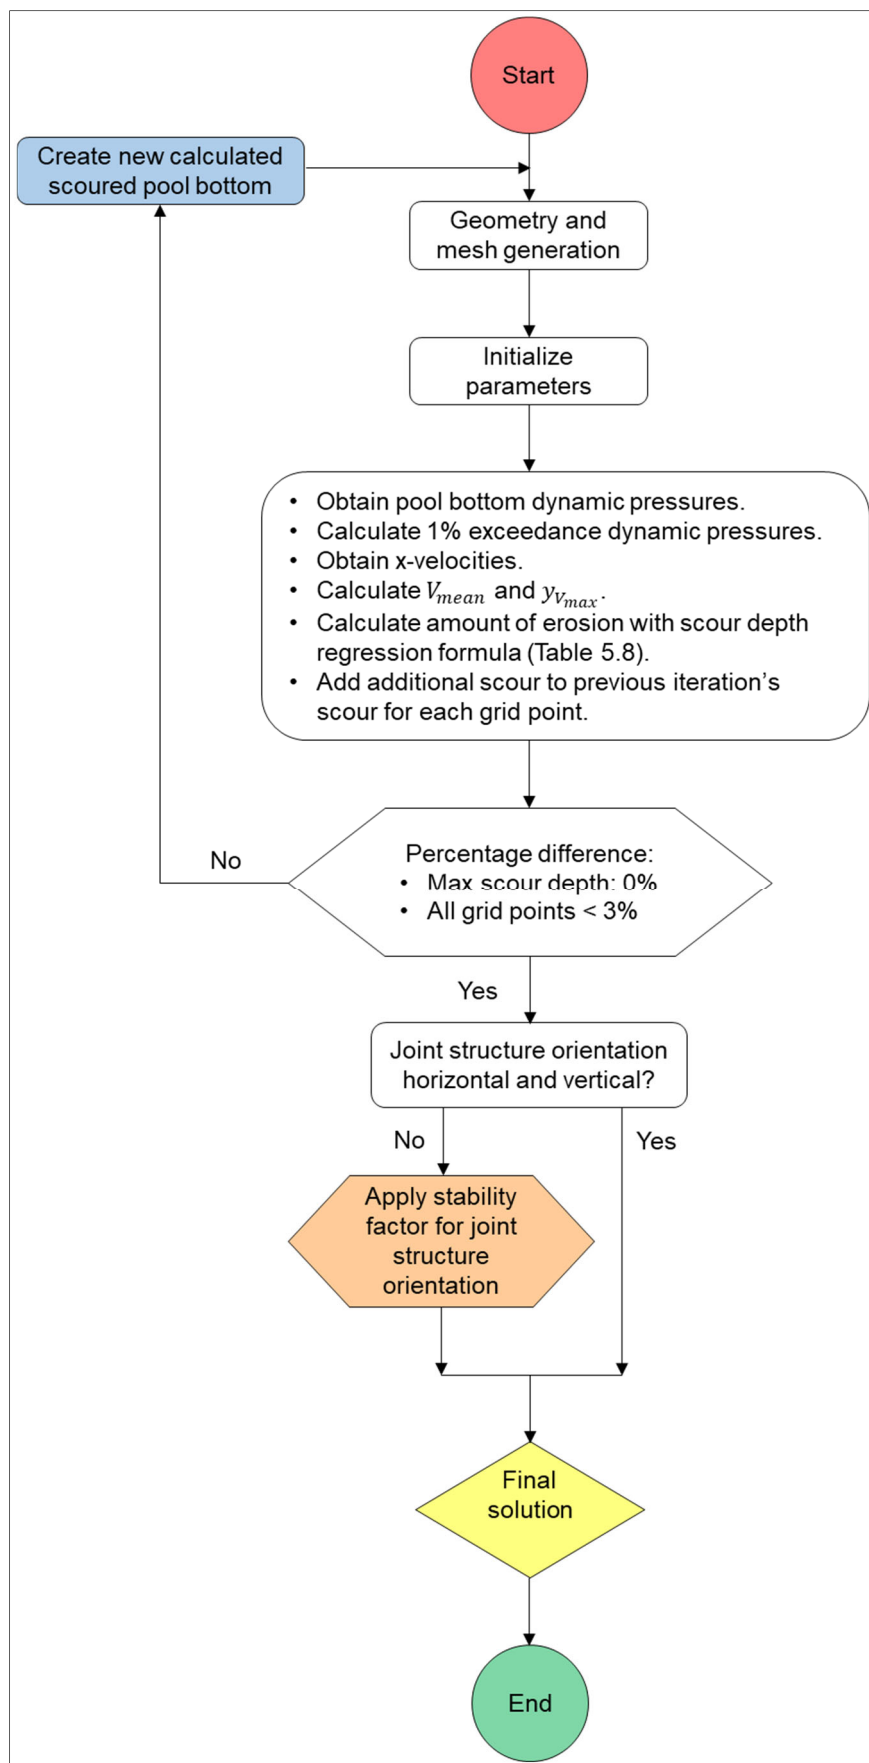 Start
Create new calculated
scoured pool bottom
Geometry and
mesh generation
Initialize
parameters
• Obtain pool bottom dynamic pressures.
• Calculate 1% exceedance dynamic pressures.
• Obtain x-velocities.
• Calculate V_mean and y_V_max.
• Calculate amount of erosion with scour depth
regression formula (Table 5.8).
• Add additional scour to previous iteration's
scour for each grid point.
No
Percentage difference:
• Max scour depth: 0%
• All grid points < 3%
Yes
Joint structure orientation
horizontal and vertical?
No
Yes
Apply stability
factor for joint
structure
orientation
Final
solution
End